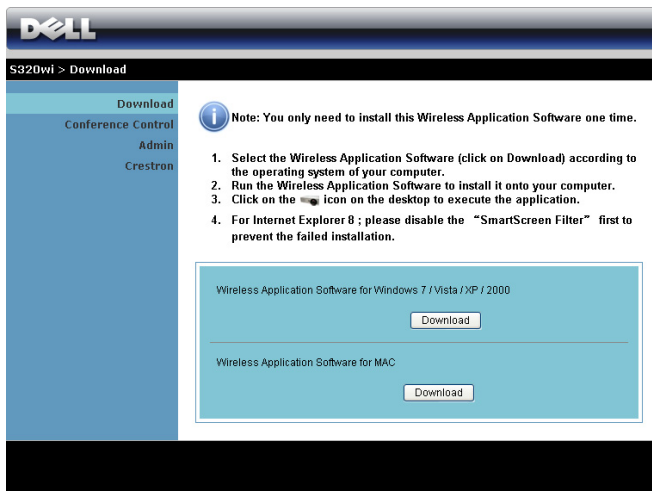 DELL
S320wi > Download
Download
Conference Control
Admin
Crestron
Note: You only need to install this Wireless Application Software one time.
1. Select the Wireless Application Software (click on Download) according to
the operating system of your computer.
2. Run the Wireless Application Software to install it onto your computer.
3. Click on the icon on the desktop to execute the application.
4. For Internet Explorer 8 ; please disable the “SmartScreen Filter” first to
prevent the failed installation.
Wireless Application Software for Windows 7 / Vista / XP / 2000
Download
Wireless Application Software for MAC
Download